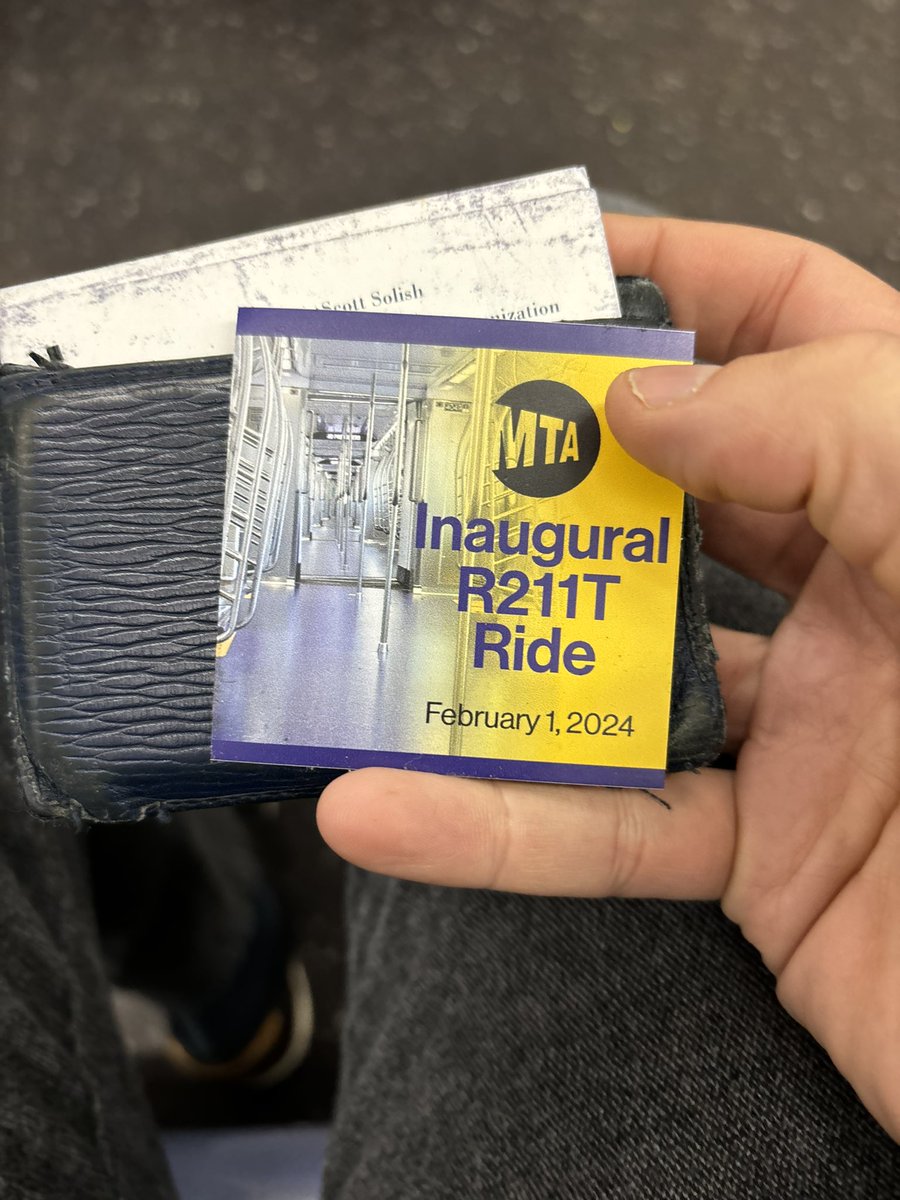 Scott Solish
MTA
Inaugural
R211T
Ride
February 1, 2024